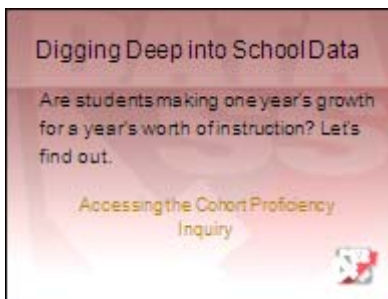 Digging Deep into School Data
Are students making one year's growth
for a year's worth of instruction? Let's
find out.
Accessing the Cohort Proficiency
Inquiry